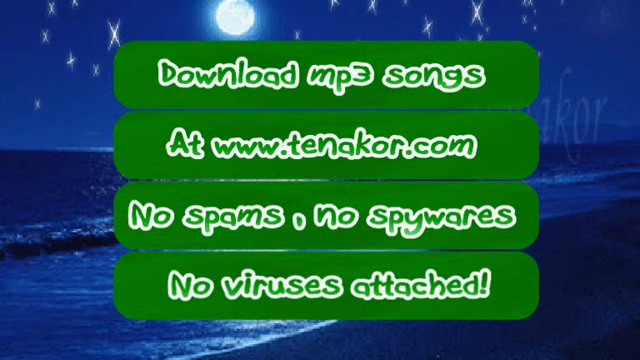 Download mp3 songs
At www.tenakor.com
No spams , no spywares
No viruses attached!